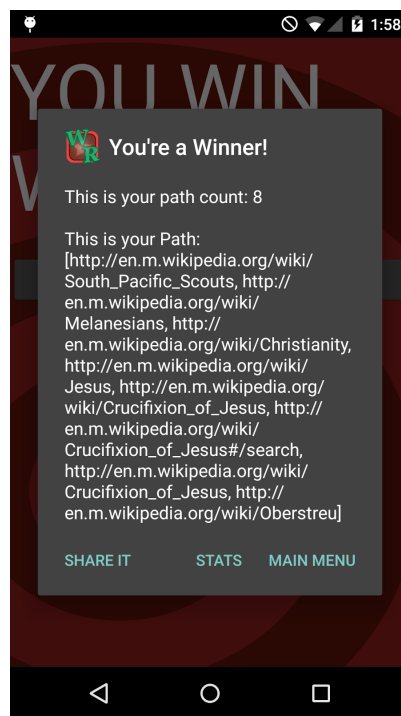 1:58
YOU WIN
W R
You're a Winner!
This is your path count: 8
This is your Path:
[http://en.m.wikipedia.org/wiki/
South_Pacific_Scouts, http://
en.m.wikipedia.org/wiki/
Melanesians, http://
en.m.wikipedia.org/wiki/Christianity,
http://en.m.wikipedia.org/wiki/
Jesus, http://en.m.wikipedia.org/
wiki/Crucifixion_of_Jesus, http://
en.m.wikipedia.org/wiki/
Crucifixion_of_Jesus#/search,
http://en.m.wikipedia.org/wiki/
Crucifixion_of_Jesus, http://
en.m.wikipedia.org/wiki/Oberstreu]
SHARE IT STATS MAIN MENU